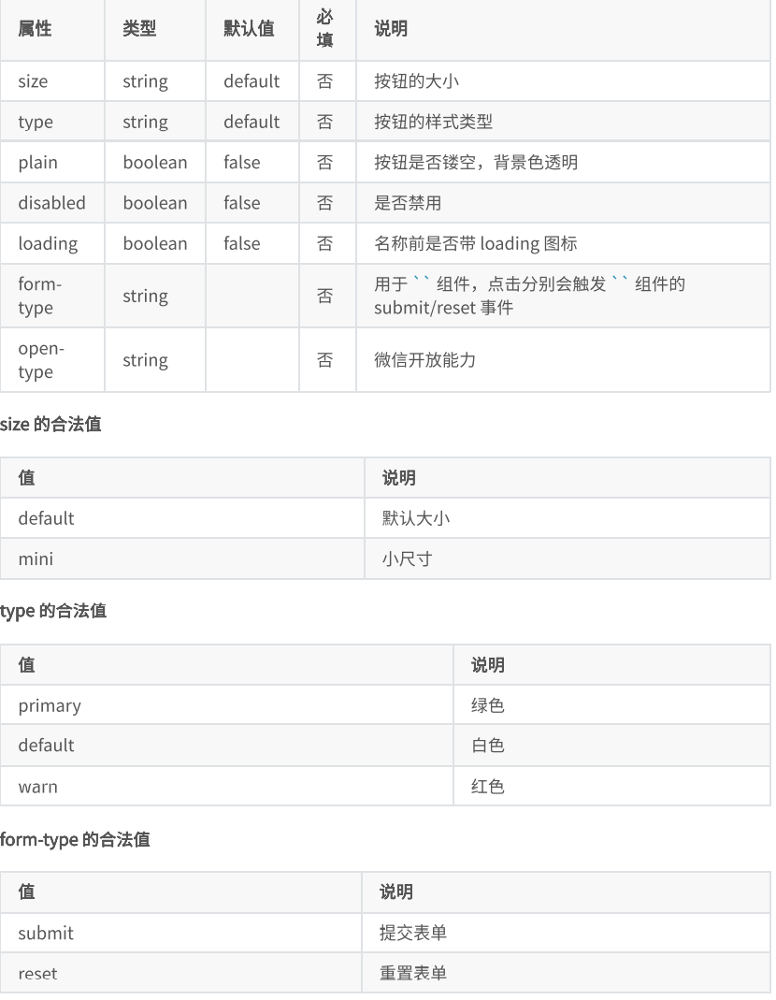 属性 类型 默认值 必填 说明
size string default 否 按钮的大小
type string default 否 按钮的样式类型
plain boolean false 否 按钮是否镂空，背景色透明
disabled boolean false 否 是否禁用
loading boolean false 否 名称前是否带 loading 图标
form-type string 否 用于 `` 组件，点击分别会触发 `` 组件的
submit/reset 事件
open-type string 否 微信开放能力
size 的合法值
值 说明
default 默认大小
mini 小尺寸
type 的合法值
值 说明
primary 绿色
default 白色
warn 红色
form-type 的合法值
值 说明
submit 提交表单
reset 重置表单